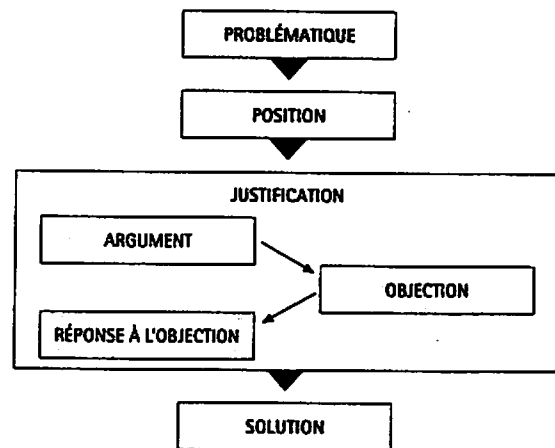 PROBLÉMATIQUE
POSITION
JUSTIFICATION
ARGUMENT
OBJECTION
RÉPONSE À L'OBJECTION
SOLUTION